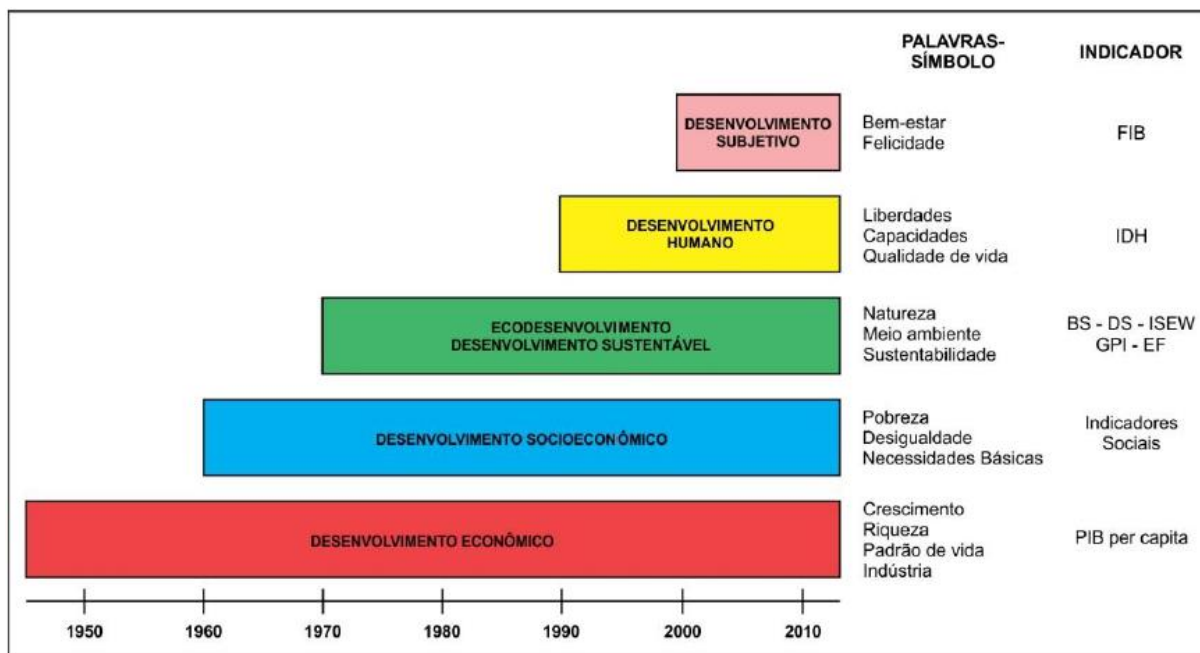 PALAVRAS-
SÍMBOLO
INDICADOR
DESENVOLVIMENTO
SUBJETIVO
Bem-estar
Felicidade
FIB
DESENVOLVIMENTO
HUMANO
Liberdades
Capacidades
Qualidade de vida
IDH
ECODESENVOLVIMENTO
DESENVOLVIMENTO SUSTENTÁVEL
Natureza
Meio ambiente
Sustentabilidade
BS - DS - ISEW
GPI - EF
DESENVOLVIMENTO SOCIOECONÔMICO
Pobreza
Desigualdade
Necessidades Básicas
Indicadores
Sociais
DESENVOLVIMENTO ECONÔMICO
Crescimento
Riqueza
Padrão de vida
Indústria
PIB per capita
1950 1960 1970 1980 1990 2000 2010